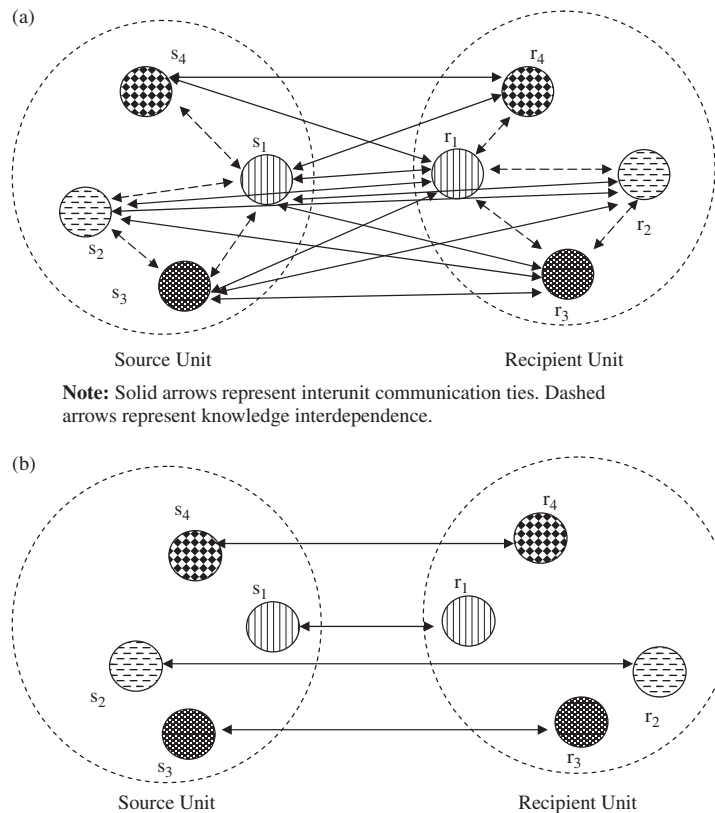 (a)
s4
r4
s1
r1
s2
r2
s3
r3
Source Unit
Recipient Unit
Note: Solid arrows represent interunit communication ties. Dashed
arrows represent knowledge interdependence.
(b)
s4
r4
s1
r1
s2
r2
s3
r3
Source Unit
Recipient Unit